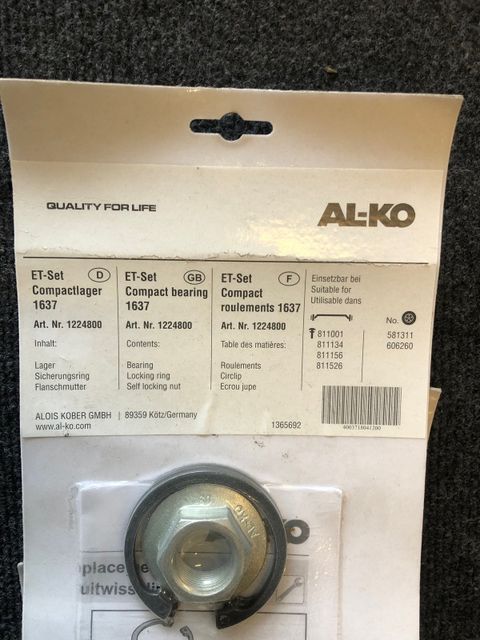 QUALITY FOR LIFE
AL-KO
ET-Set D
Compactlager
1637
Art. Nr. 1224800
Inhalt:
Lager
Sicherungsring
Flanschmutter
ET-Set GB
Compact bearing
1637
Art. Nr. 1224800
Contents:
Bearing
Locking ring
Self locking nut
ET-Set F
Compact
roulements 1637
Art. Nr. 1224800
Table des matières:
Roulements
Circlip
Ecrou jupe
Einsetzbar bei
Suitable for
Utilisable dans
No.
811001 581311
811134 606260
811156
811526
ALOIS KOBER GMBH | 89359 Kötz/Germany
www.al-ko.com
1365692
4003718041200
AL-KO